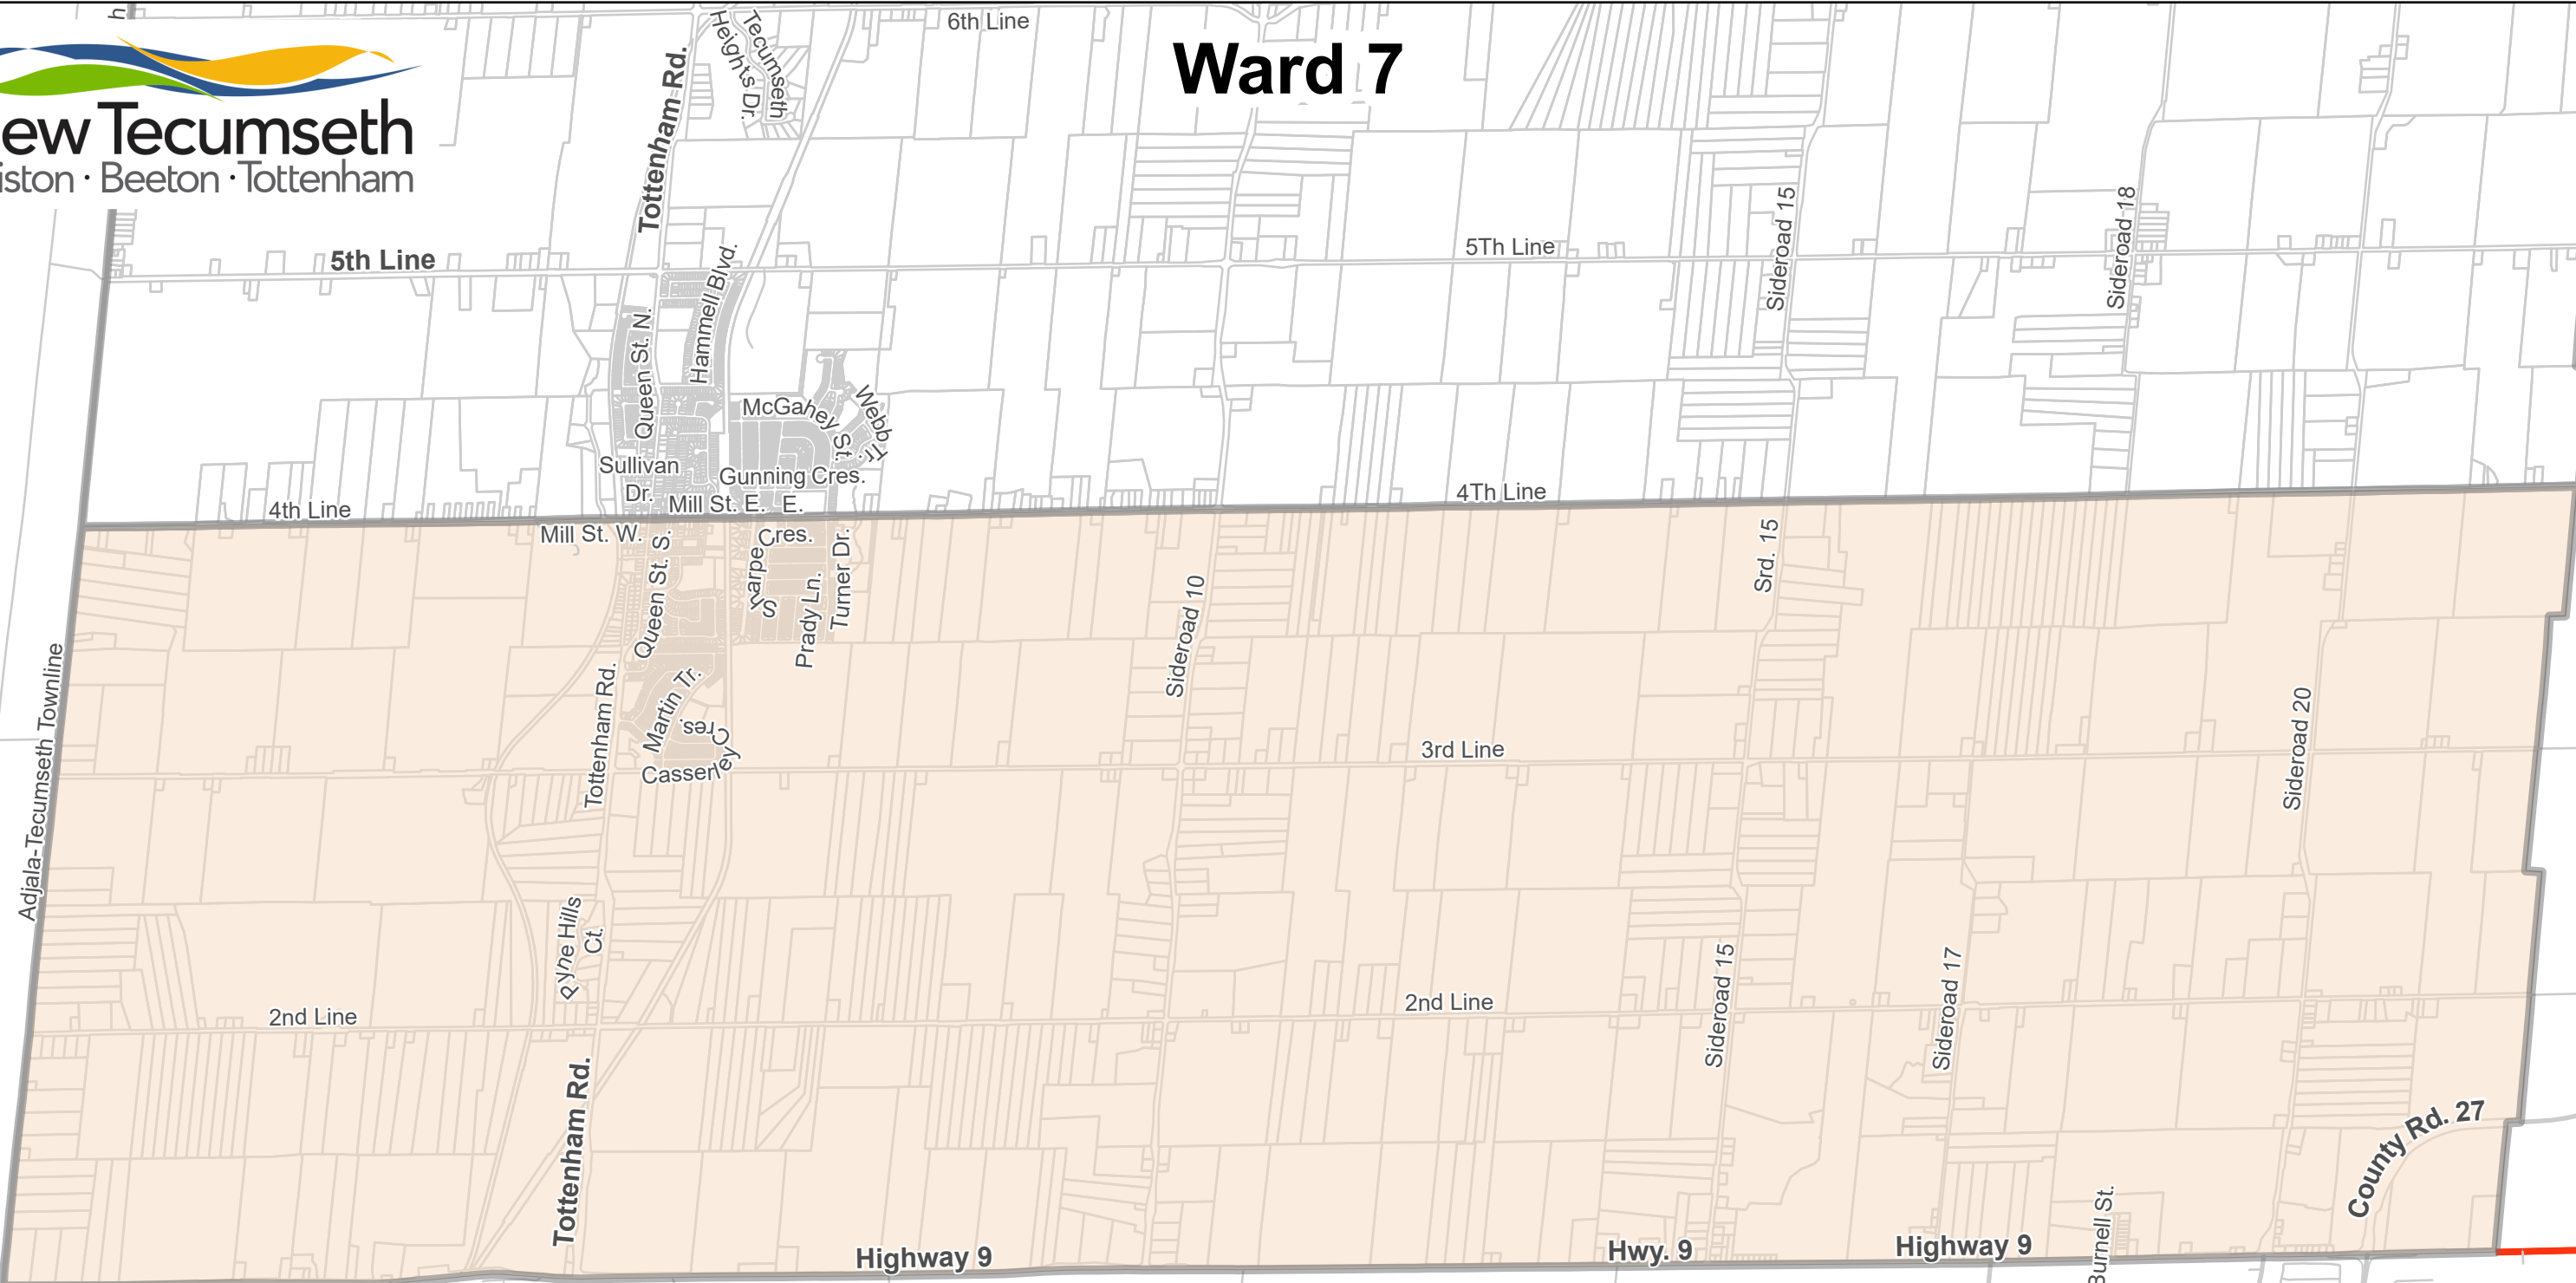 Ward 7
ew Tecumseth
iston · Beeton · Tottenham
h
6th Line
Tecumseth
Heights Dr.
Tottenham Rd.
5th Line
5Th Line
Sideroad 15
Sideroad 18
Hammell Blvd.
Queen St. N.
McGahey St.
Webb Tr.
Sullivan
Dr.
Gunning Cres.
Mill St. E. E.
4th Line
4Th Line
Mill St. W.
Queen St. S.
Sharpe
Cres.
Prady Ln.
Turner Dr.
Sideroad 10
Srd. 15
Adjala-Tecumseth Townline
Tottenham Rd.
Martin Tr.
Casserley Cres.
3rd Line
Sideroad 20
Pyne Hills
Ct.
2nd Line
2nd Line
Sideroad 15
Sideroad 17
Tottenham Rd.
County Rd. 27
Burnell St.
Highway 9
Hwy. 9
Highway 9